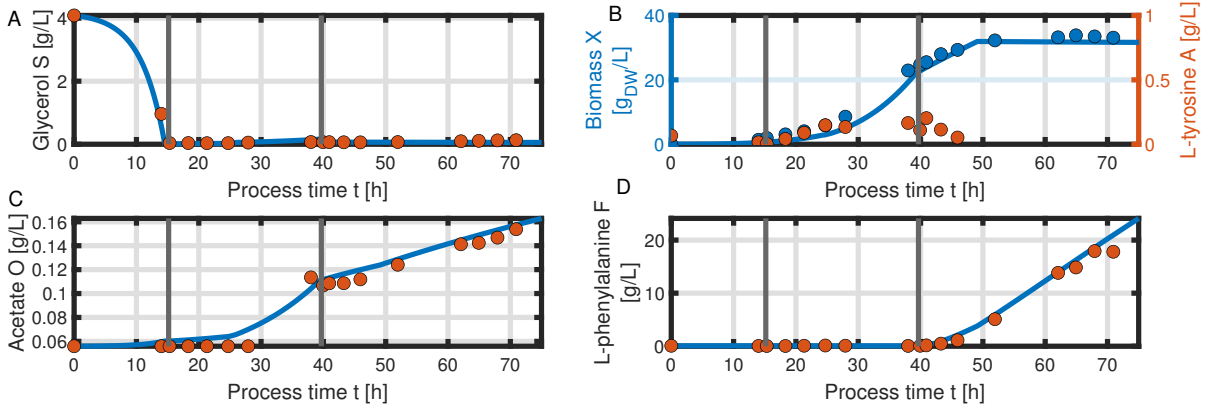 A
Glycerol S [g/L]
4
2
0
0 10 20 30 40 50 60 70
Process time t [h]
B
Biomass X
[gDW/L]
40
20
0
1
0.5
0
L-tyrosine A [g/L]
0 10 20 30 40 50 60 70
Process time t [h]
C
Acetate O [g/L]
0.16
0.14
0.12
0.1
0.08
0.06
0 10 20 30 40 50 60 70
Process time t [h]
D
L-phenylalanine F
[g/L]
20
10
0
0 10 20 30 40 50 60 70
Process time t [h]